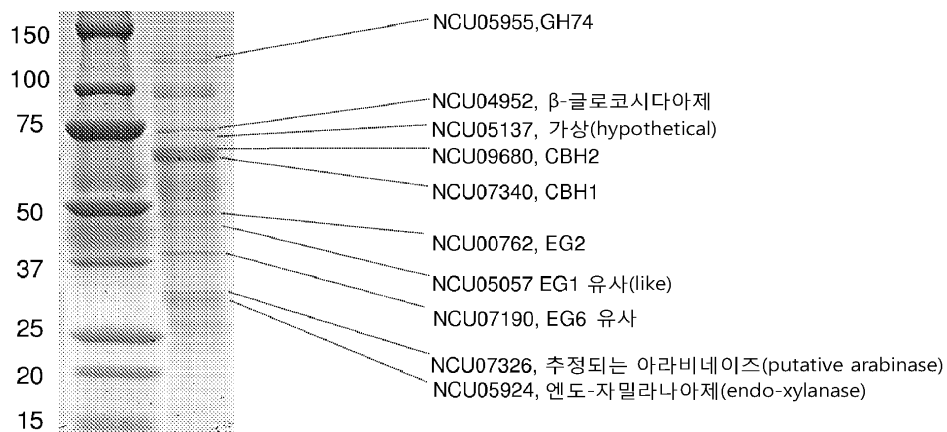 150
100
75
50
37
25
20
15
NCU05955,GH74
NCU04952, β-글로코시다아제
NCU05137, 가상(hypothetical)
NCU09680, CBH2
NCU07340, CBH1
NCU00762, EG2
NCU05057 EG1 유사(like)
NCU07190, EG6 유사
NCU07326, 추정되는 아라비네이즈(putative arabinase)
NCU05924, 엔도-자밀라나아제(endo-xylanase)